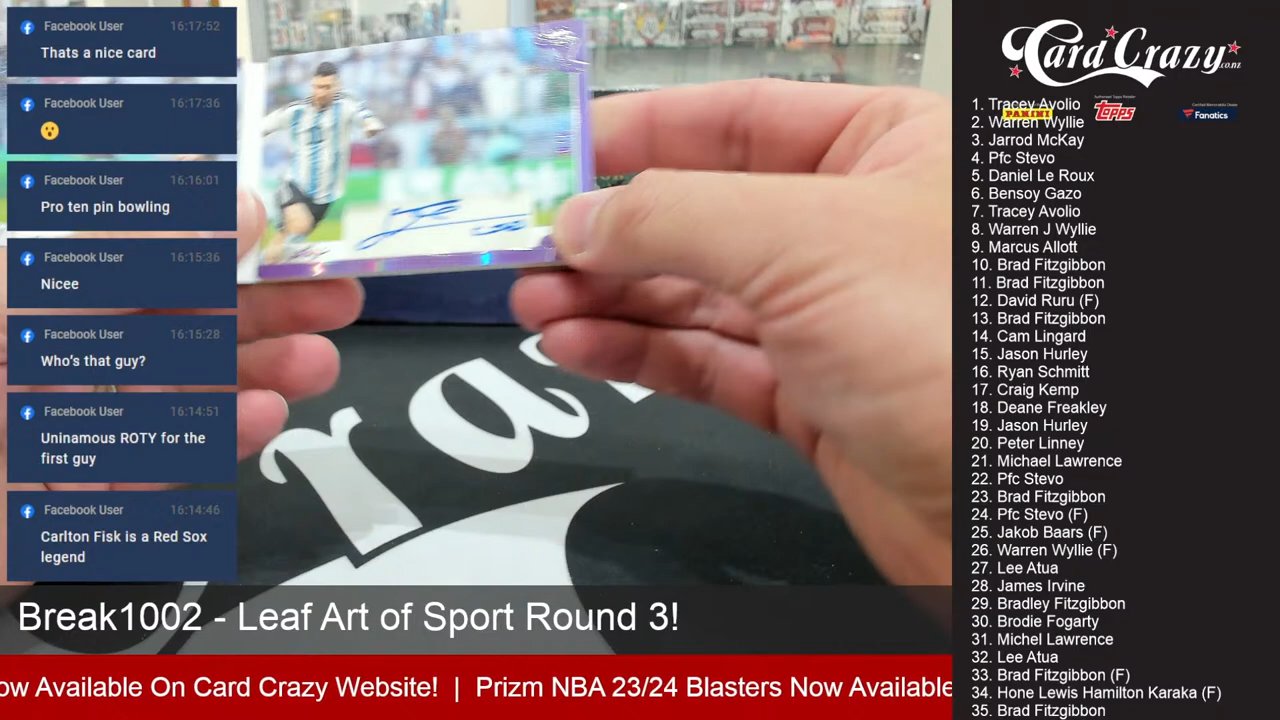 Facebook User 16:17:52
Thats a nice card
Facebook User 16:17:36
Facebook User 16:16:01
Pro ten pin bowling
Facebook User 16:15:36
Nicee
Facebook User 16:15:28
Who's that guy?
Facebook User 16:14:51
Uninamous ROTY for the
first guy
Facebook User 16:14:46
Carlton Fisk is a Red Sox
legend
ra
Break1002 - Leaf Art of Sport Round 3!
ow Available On Card Crazy Website! | Prizm NBA 23/24 Blasters Now Available
Card Crazy.co.nz
PANINI
Authorised Topps Retailer
TOPPS
Fanatics
1. Tracey Avolio
2. Warren Wyllie
3. Jarrod McKay
4. Pfc Stevo
5. Daniel Le Roux
6. Bensoy Gazo
7. Tracey Avolio
8. Warren J Wyllie
9. Marcus Allott
10. Brad Fitzgibbon
11. Brad Fitzgibbon
12. David Ruru (F)
13. Brad Fitzgibbon
14. Cam Lingard
15. Jason Hurley
16. Ryan Schmitt
17. Craig Kemp
18. Deane Freakley
19. Jason Hurley
20. Peter Linney
21. Michael Lawrence
22. Pfc Stevo
23. Brad Fitzgibbon
24. Pfc Stevo (F)
25. Jakob Baars (F)
26. Warren Wyllie (F)
27. Lee Atua
28. James Irvine
29. Bradley Fitzgibbon
30. Brodie Fogarty
31. Michel Lawrence
32. Lee Atua
33. Brad Fitzgibbon (F)
34. Hone Lewis Hamilton Karaka (F)
35. Brad Fitzgibbon